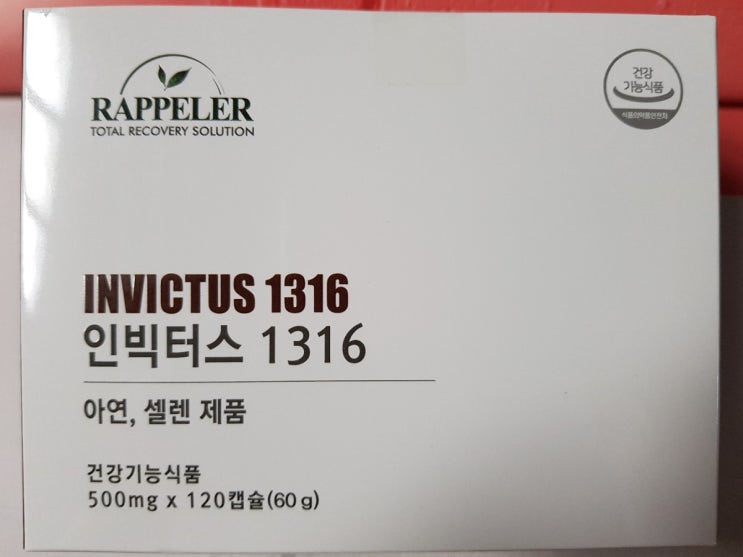 RAPPELER
TOTAL RECOVERY SOLUTION
건강
기능식품
식품의약품안전처
INVICTUS 1316
인빅터스 1316
아연, 셀렌 제품
건강기능식품
500mg x 120캡슐(60g)